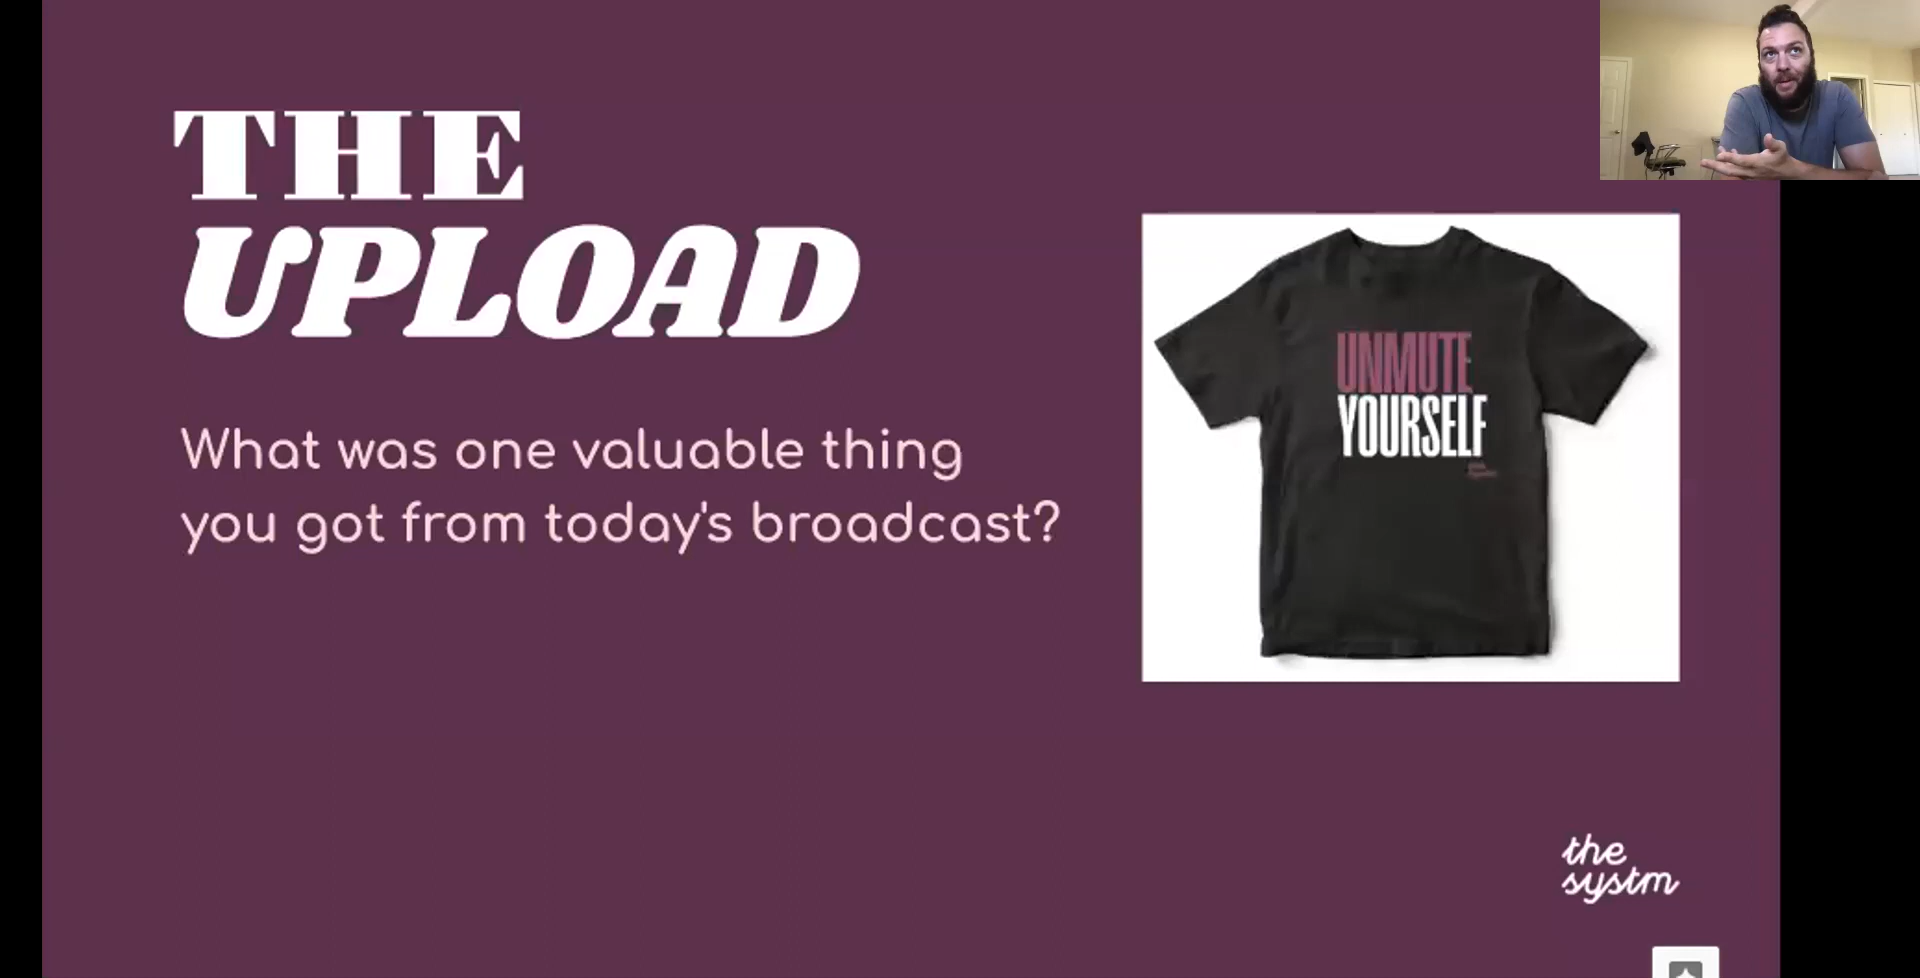 THE
UPLOAD
What was one valuable thing
you got from today's broadcast?
UNMUTE
YOURSELF
the
systm